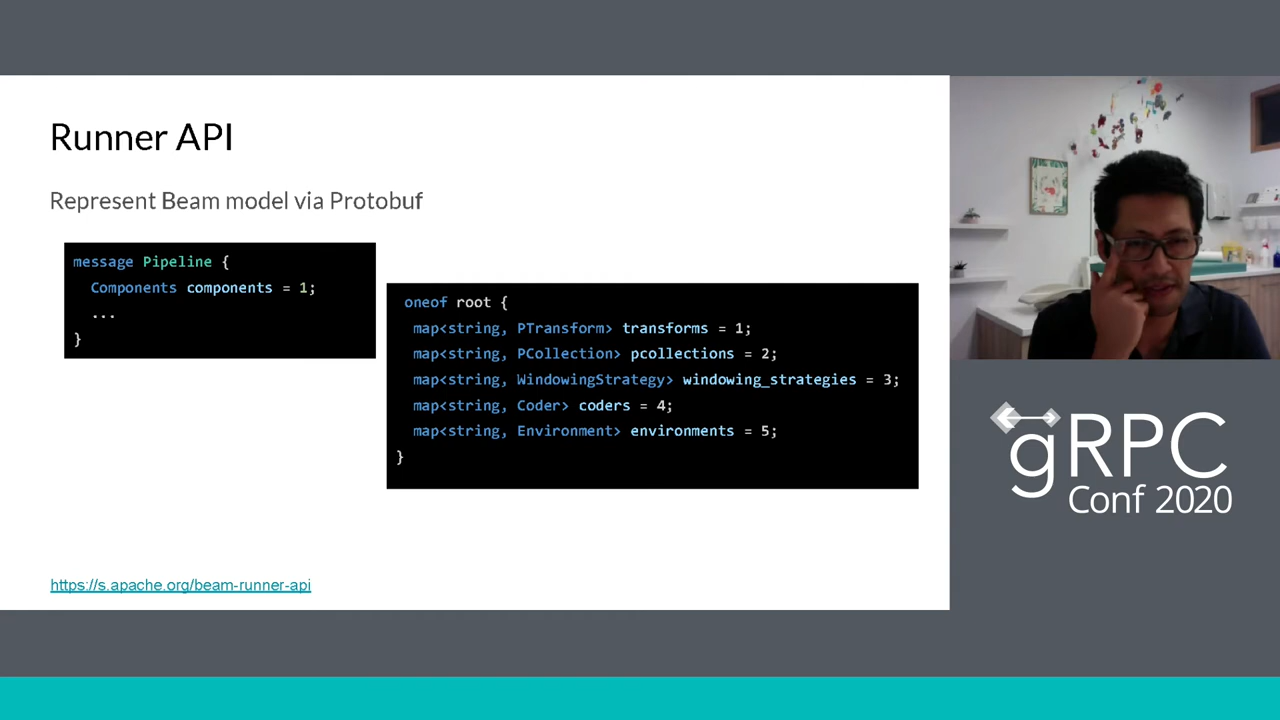 Runner API
Represent Beam model via Protobuf
message Pipeline {
Components components = 1;
...
}
oneof root {
map<string, PTransform> transforms = 1;
map<string, PCollection> pcollections = 2;
map<string, WindowingStrategy> windowing_strategies = 3;
map<string, Coder> coders = 4;
map<string, Environment> environments = 5;
}
https://s.apache.org/beam-runner-api
gRPC
Conf 2020